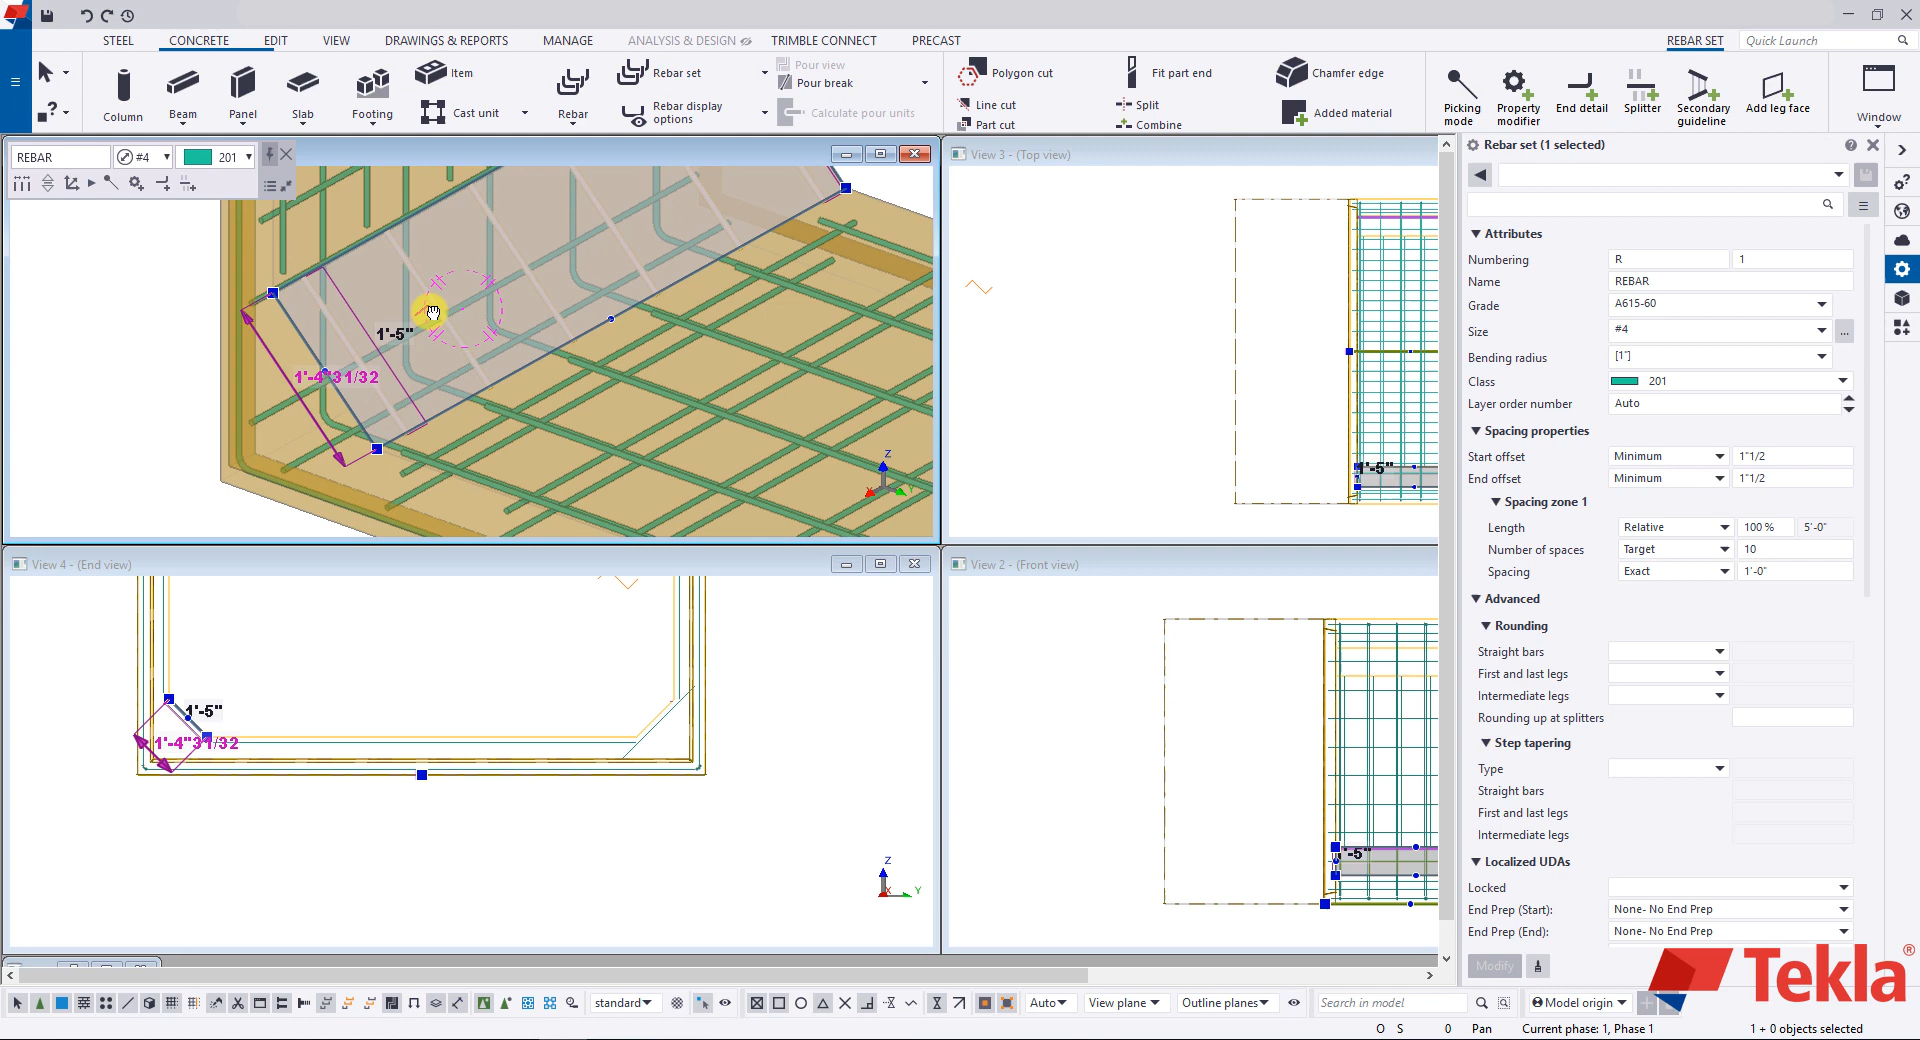 STEEL CONCRETE EDIT VIEW DRAWINGS & REPORTS MANAGE ANALYSIS & DESIGN TRIMBLE CONNECT PRECAST REBAR SET Quick Launch
Column
Beam
Panel
Slab
Footing
Item
Cast unit
Rebar
Rebar set
Rebar display
options
Pour view
Pour break
Calculate pour units
Polygon cut
Line cut
Part cut
Fit part end
Split
Combine
Chamfer edge
Added material
Picking
mode
Property
modifier
End detail
Splitter
Secondary
guideline
Add leg face
Window
REBAR #4 201
1'-5"
1'-4"31/32
Z
X
Y
View 3 - (Top view)
1'-5"
View 4 - (End view)
1'-5"
1'-4"31/32
Z
X
Y
View 2 - (Front view)
-5"
Rebar set (1 selected)
Attributes
Numbering R 1
Name REBAR
Grade A615-60
Size #4 ...
Bending radius [1"]
Class 201
Layer order number Auto
Spacing properties
Start offset Minimum 1"1/2
End offset Minimum 1"1/2
Spacing zone 1
Length Relative 100 % 5'-0"
Number of spaces Target 10
Spacing Exact 1'-0"
Advanced
Rounding
Straight bars
First and last legs
Intermediate legs
Rounding up at splitters
Step tapering
Type
Straight bars
First and last legs
Intermediate legs
Localized UDAs
Locked
End Prep (Start): None- No End Prep
End Prep (End): None- No End Prep
Modify
Tekla®
standard Auto View plane Outline planes Search in model Model origin
O S 0 Pan Current phase: 1, Phase 1 1 + 0 objects selected